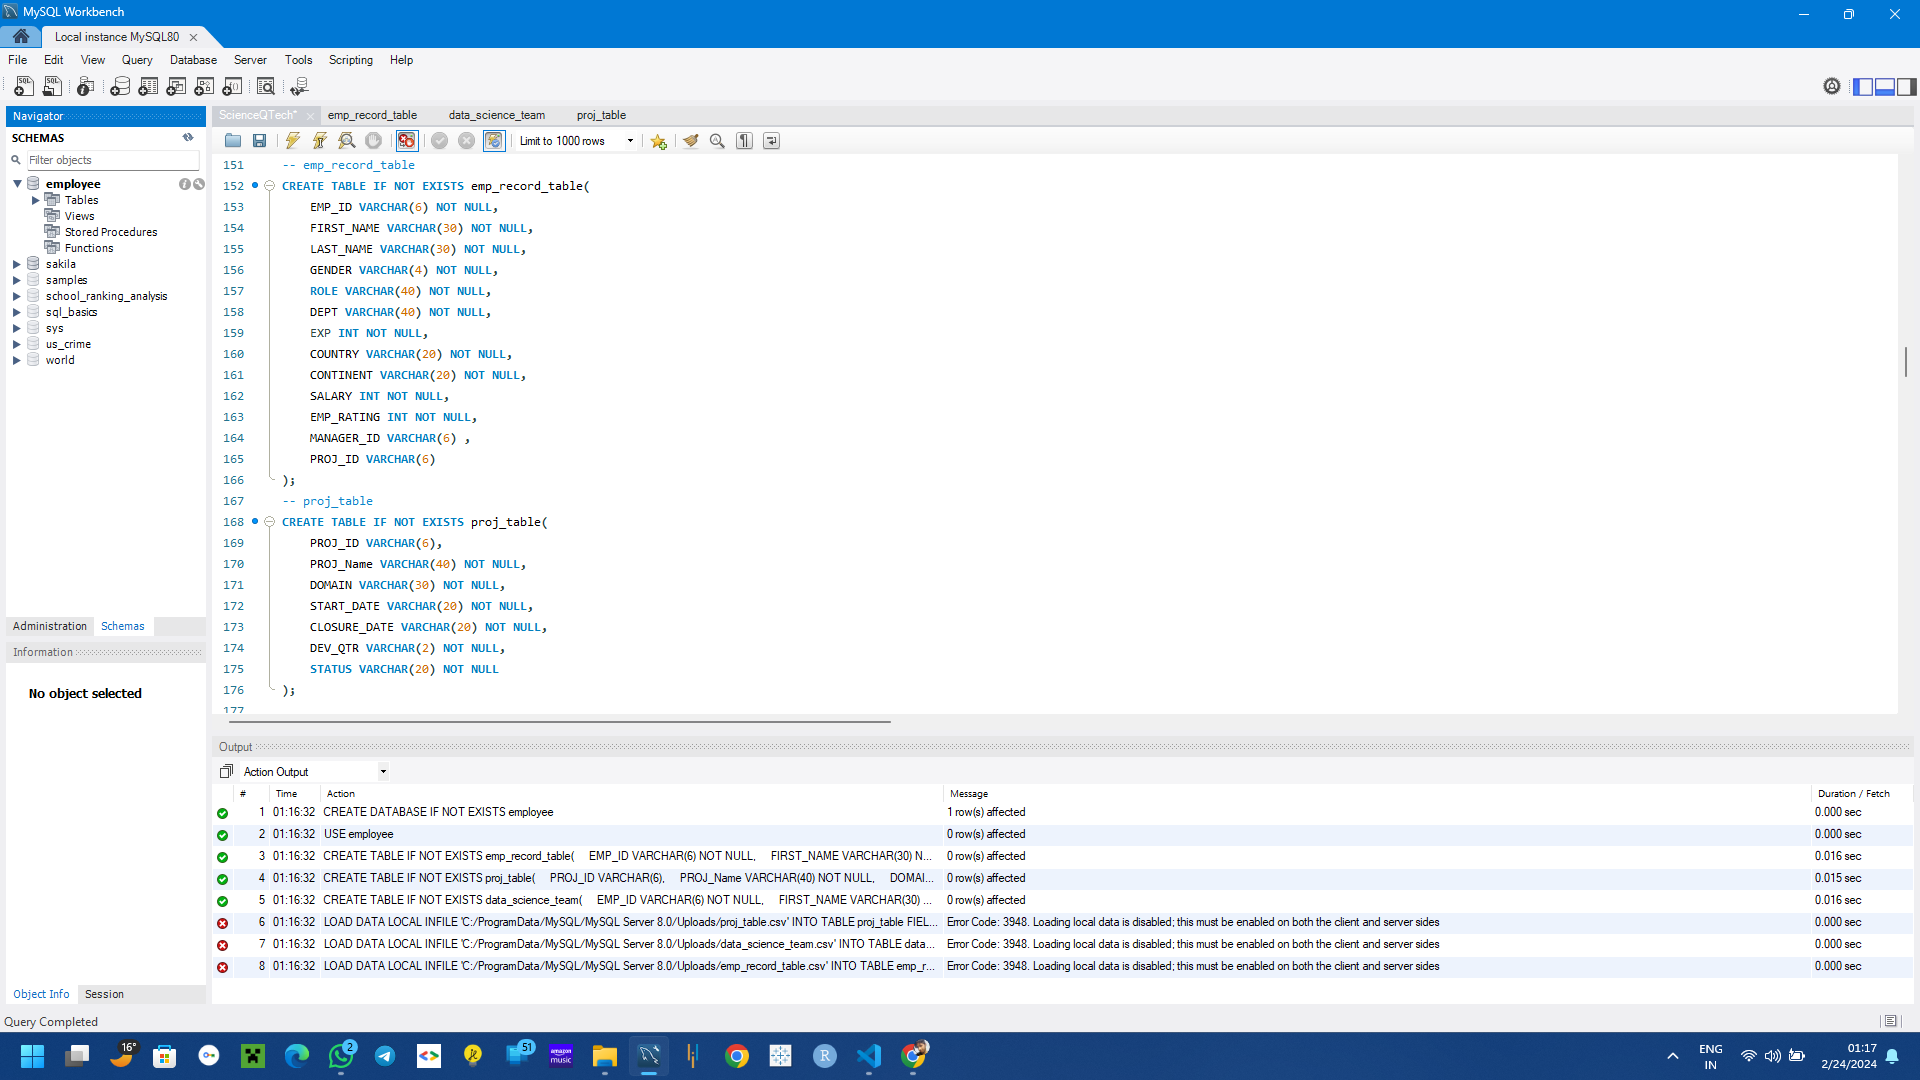 MySQL Workbench
Local instance MySQL80
File Edit View Query Database Server Tools Scripting Help
Navigator
SCHEMAS
Filter objects
employee
Tables
Views
Stored Procedures
Functions
sakila
samples
school_ranking_analysis
sql_basics
sys
us_crime
world
Administration Schemas
Information
No object selected
Object Info Session
ScienceQTech* emp_record_table data_science_team proj_table
Limit to 1000 rows
151 -- emp_record_table
152 CREATE TABLE IF NOT EXISTS emp_record_table(
153 EMP_ID VARCHAR(6) NOT NULL,
154 FIRST_NAME VARCHAR(30) NOT NULL,
155 LAST_NAME VARCHAR(30) NOT NULL,
156 GENDER VARCHAR(4) NOT NULL,
157 ROLE VARCHAR(40) NOT NULL,
158 DEPT VARCHAR(40) NOT NULL,
159 EXP INT NOT NULL,
160 COUNTRY VARCHAR(20) NOT NULL,
161 CONTINENT VARCHAR(20) NOT NULL,
162 SALARY INT NOT NULL,
163 EMP_RATING INT NOT NULL,
164 MANAGER_ID VARCHAR(6) ,
165 PROJ_ID VARCHAR(6)
166 );
167 -- proj_table
168 CREATE TABLE IF NOT EXISTS proj_table(
169 PROJ_ID VARCHAR(6),
170 PROJ_Name VARCHAR(40) NOT NULL,
171 DOMAIN VARCHAR(30) NOT NULL,
172 START_DATE VARCHAR(20) NOT NULL,
173 CLOSURE_DATE VARCHAR(20) NOT NULL,
174 DEV_QTR VARCHAR(2) NOT NULL,
175 STATUS VARCHAR(20) NOT NULL
176 );
177
Output
Action Output
# Time Action Message Duration / Fetch
1 01:16:32 CREATE DATABASE IF NOT EXISTS employee 1 row(s) affected 0.000 sec
2 01:16:32 USE employee 0 row(s) affected 0.000 sec
3 01:16:32 CREATE TABLE IF NOT EXISTS emp_record_table( EMP_ID VARCHAR(6) NOT NULL, FIRST_NAME VARCHAR(30) N... 0 row(s) affected 0.016 sec
4 01:16:32 CREATE TABLE IF NOT EXISTS proj_table( PROJ_ID VARCHAR(6), PROJ_Name VARCHAR(40) NOT NULL, DOMAI... 0 row(s) affected 0.015 sec
5 01:16:32 CREATE TABLE IF NOT EXISTS data_science_team( EMP_ID VARCHAR(6) NOT NULL, FIRST_NAME VARCHAR(30) ... 0 row(s) affected 0.016 sec
6 01:16:32 LOAD DATA LOCAL INFILE 'C:/ProgramData/MySQL/MySQL Server 8.0/Uploads/proj_table.csv' INTO TABLE proj_table FIEL... Error Code: 3948. Loading local data is disabled; this must be enabled on both the client and server sides 0.000 sec
7 01:16:32 LOAD DATA LOCAL INFILE 'C:/ProgramData/MySQL/MySQL Server 8.0/Uploads/data_science_team.csv' INTO TABLE data... Error Code: 3948. Loading local data is disabled; this must be enabled on both the client and server sides 0.000 sec
8 01:16:32 LOAD DATA LOCAL INFILE 'C:/ProgramData/MySQL/MySQL Server 8.0/Uploads/emp_record_table.csv' INTO TABLE emp_r... Error Code: 3948. Loading local data is disabled; this must be enabled on both the client and server sides 0.000 sec
Query Completed
16°
2
51
amazon music
R
ENG
IN
01:17
2/24/2024